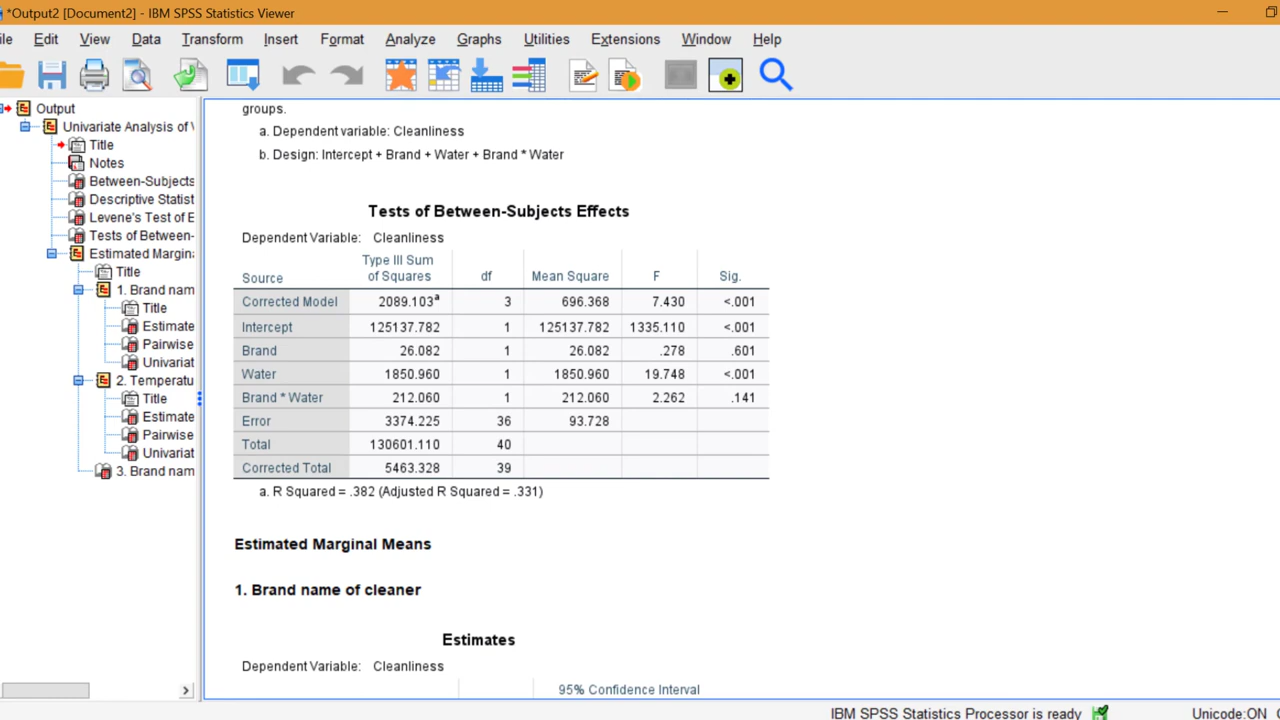 *Output2 [Document2] - IBM SPSS Statistics Viewer
ile Edit View Data Transform Insert Format Analyze Graphs Utilities Extensions Window Help
Output
Univariate Analysis of V
Title
Notes
Between-Subjects
Descriptive Statist
Levene's Test of E
Tests of Between-
Estimated Margina
Title
1. Brand nam
Title
Estimate
Pairwise
Univariat
2. Temperatu
Title
Estimate
Pairwise
Univariat
3. Brand nam
groups.
a. Dependent variable: Cleanliness
b. Design: Intercept + Brand + Water + Brand * Water
Tests of Between-Subjects Effects
Dependent Variable: Cleanliness
Source Type III Sum of Squares df Mean Square F Sig.
Corrected Model 2089.103a 3 696.368 7.430 <.001
Intercept 125137.782 1 125137.782 1335.110 <.001
Brand 26.082 1 26.082 .278 .601
Water 1850.960 1 1850.960 19.748 <.001
Brand * Water 212.060 1 212.060 2.262 .141
Error 3374.225 36 93.728
Total 130601.110 40
Corrected Total 5463.328 39
a. R Squared = .382 (Adjusted R Squared = .331)
Estimated Marginal Means
1. Brand name of cleaner
Estimates
Dependent Variable: Cleanliness
95% Confidence Interval
IBM SPSS Statistics Processor is ready Unicode:ON